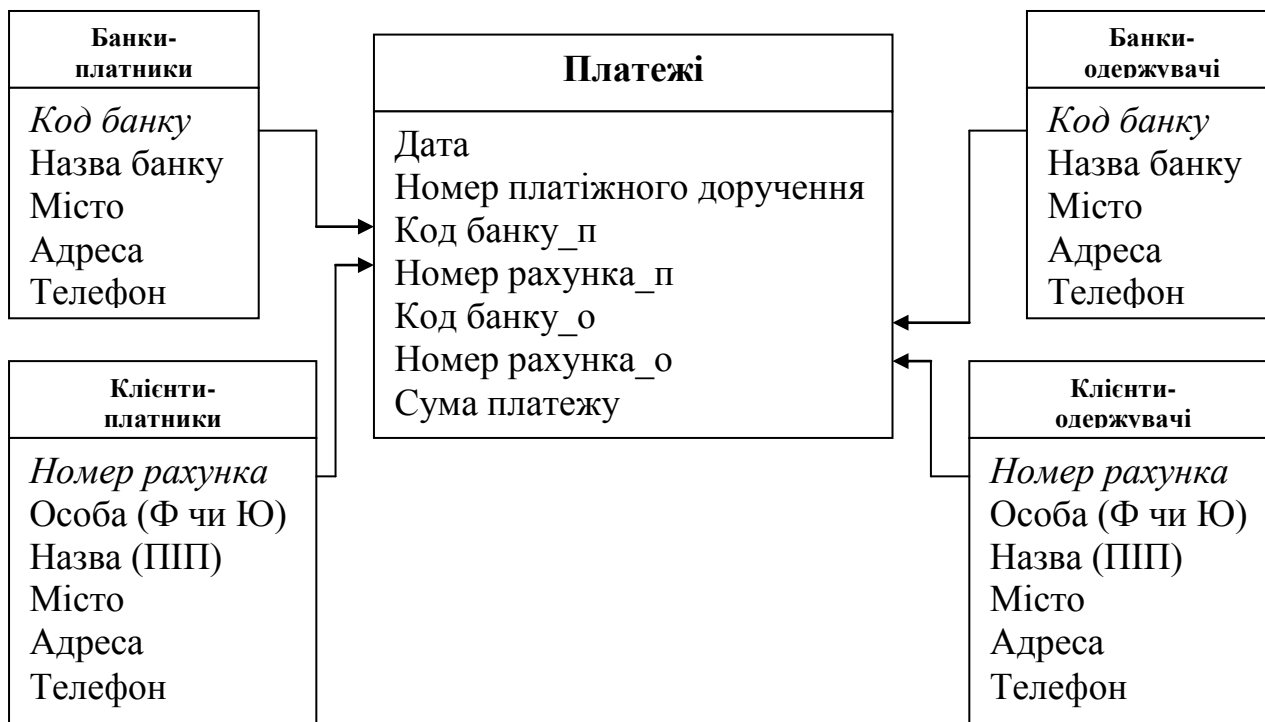 Банки-
платники
Код банку
Назва банку
Місто
Адреса
Телефон
Клієнти-
платники
Номер рахунка
Особа (Ф чи Ю)
Назва (ПІП)
Місто
Адреса
Телефон
Платежі
Дата
Номер платіжного доручення
Код банку_п
Номер рахунка_п
Код банку_о
Номер рахунка_о
Сума платежу
Банки-
одержувачі
Код банку
Назва банку
Місто
Адреса
Телефон
Клієнти-
одержувачі
Номер рахунка
Особа (Ф чи Ю)
Назва (ПІП)
Місто
Адреса
Телефон